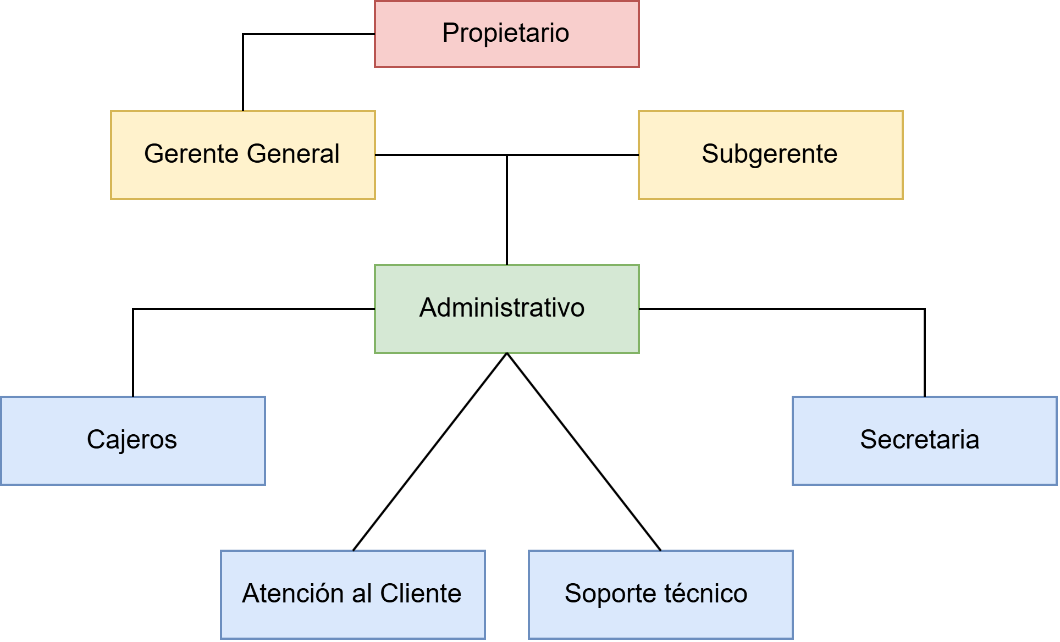 Propietario
Gerente General
Subgerente
Administrativo
Cajeros
Secretaria
Atención al Cliente
Soporte técnico